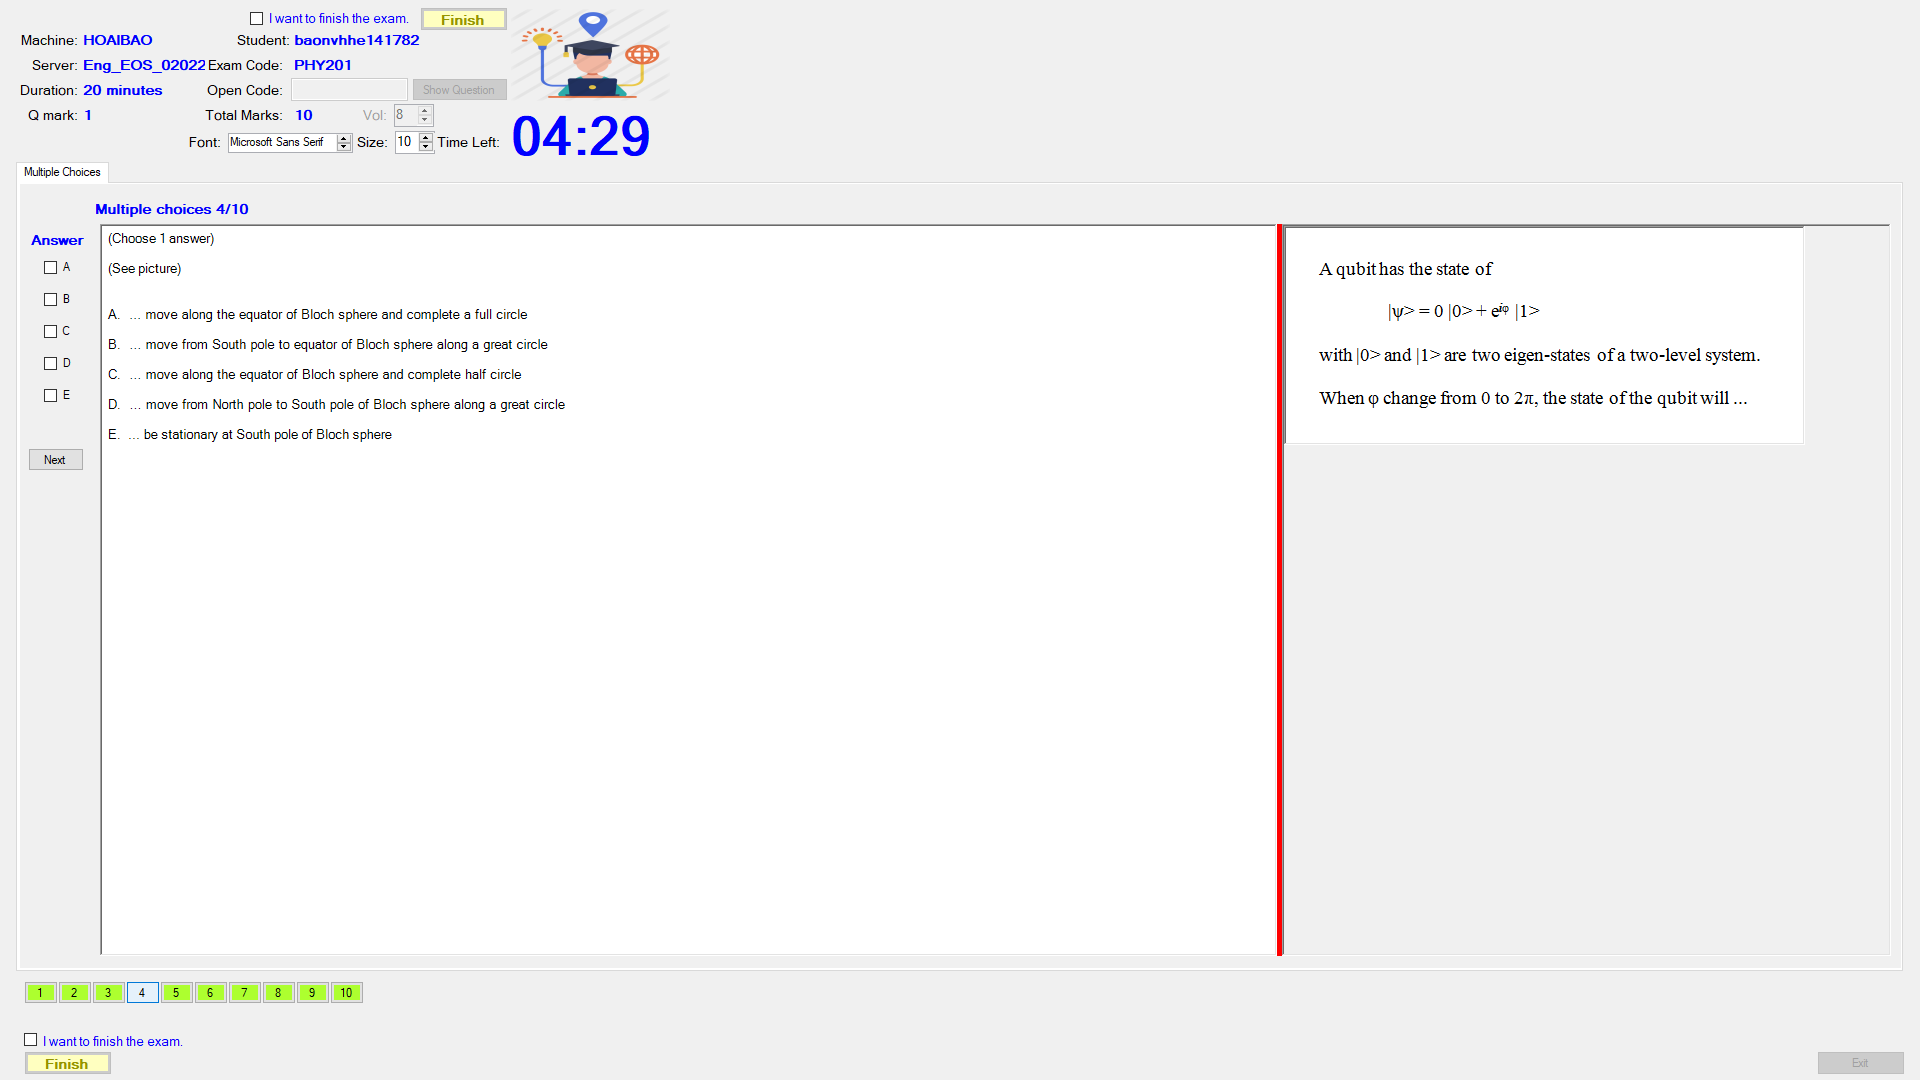 I want to finish the exam. Finish
Machine: HOAIBAO Student: baonvhhe141782
Server: Eng_EOS_02022 Exam Code: PHY201
Duration: 20 minutes Open Code: Show Question
Q mark: 1 Total Marks: 10 Vol: 8
Font: Microsoft Sans Serif Size: 10 Time Left: 04:29
Multiple Choices
Multiple choices 4/10
Answer
A
B
C
D
E
Next
(Choose 1 answer)
(See picture)
A. ... move along the equator of Bloch sphere and complete a full circle
B. ... move from South pole to equator of Bloch sphere along a great circle
C. ... move along the equator of Bloch sphere and complete half circle
D. ... move from North pole to South pole of Bloch sphere along a great circle
E. ... be stationary at South pole of Bloch sphere
A qubit has the state of
|ψ> = 0 |0> + e^{iφ} |1>
with |0> and |1> are two eigen-states of a two-level system.
When φ change from 0 to 2π, the state of the qubit will ...
1 2 3 4 5 6 7 8 9 10
I want to finish the exam.
Finish
Exit